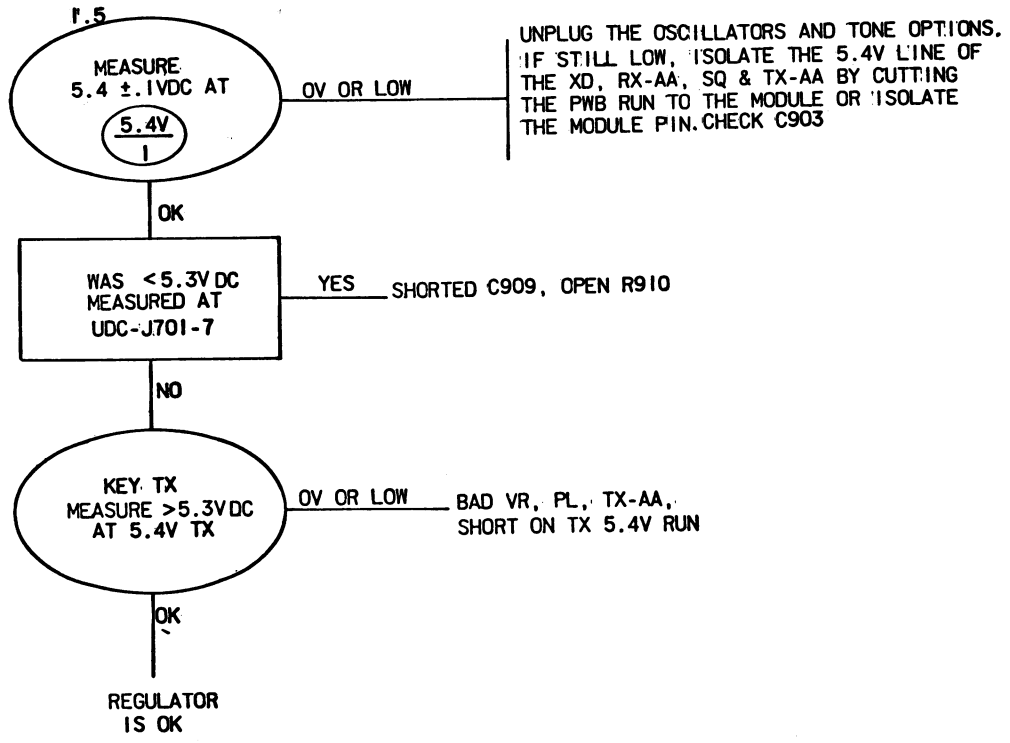 1.5
MEASURE
5.4 ±.1VDC AT
5.4V
1
OV OR LOW
UNPLUG THE OSCILLATORS AND TONE OPTIONS.
IF STILL LOW, ISOLATE THE 5.4V LINE OF
THE XD, RX-AA, SQ & TX-AA BY CUTTING
THE PWB RUN TO THE MODULE OR ISOLATE
THE MODULE PIN. CHECK C903
OK
WAS <5.3V DC
MEASURED AT
UDC-J701-7
YES
SHORTED C909, OPEN R910
NO
KEY TX
MEASURE >5.3V DC
AT 5.4V TX
OV OR LOW
BAD VR, PL, TX-AA,
SHORT ON TX 5.4V RUN
OK
REGULATOR
IS OK